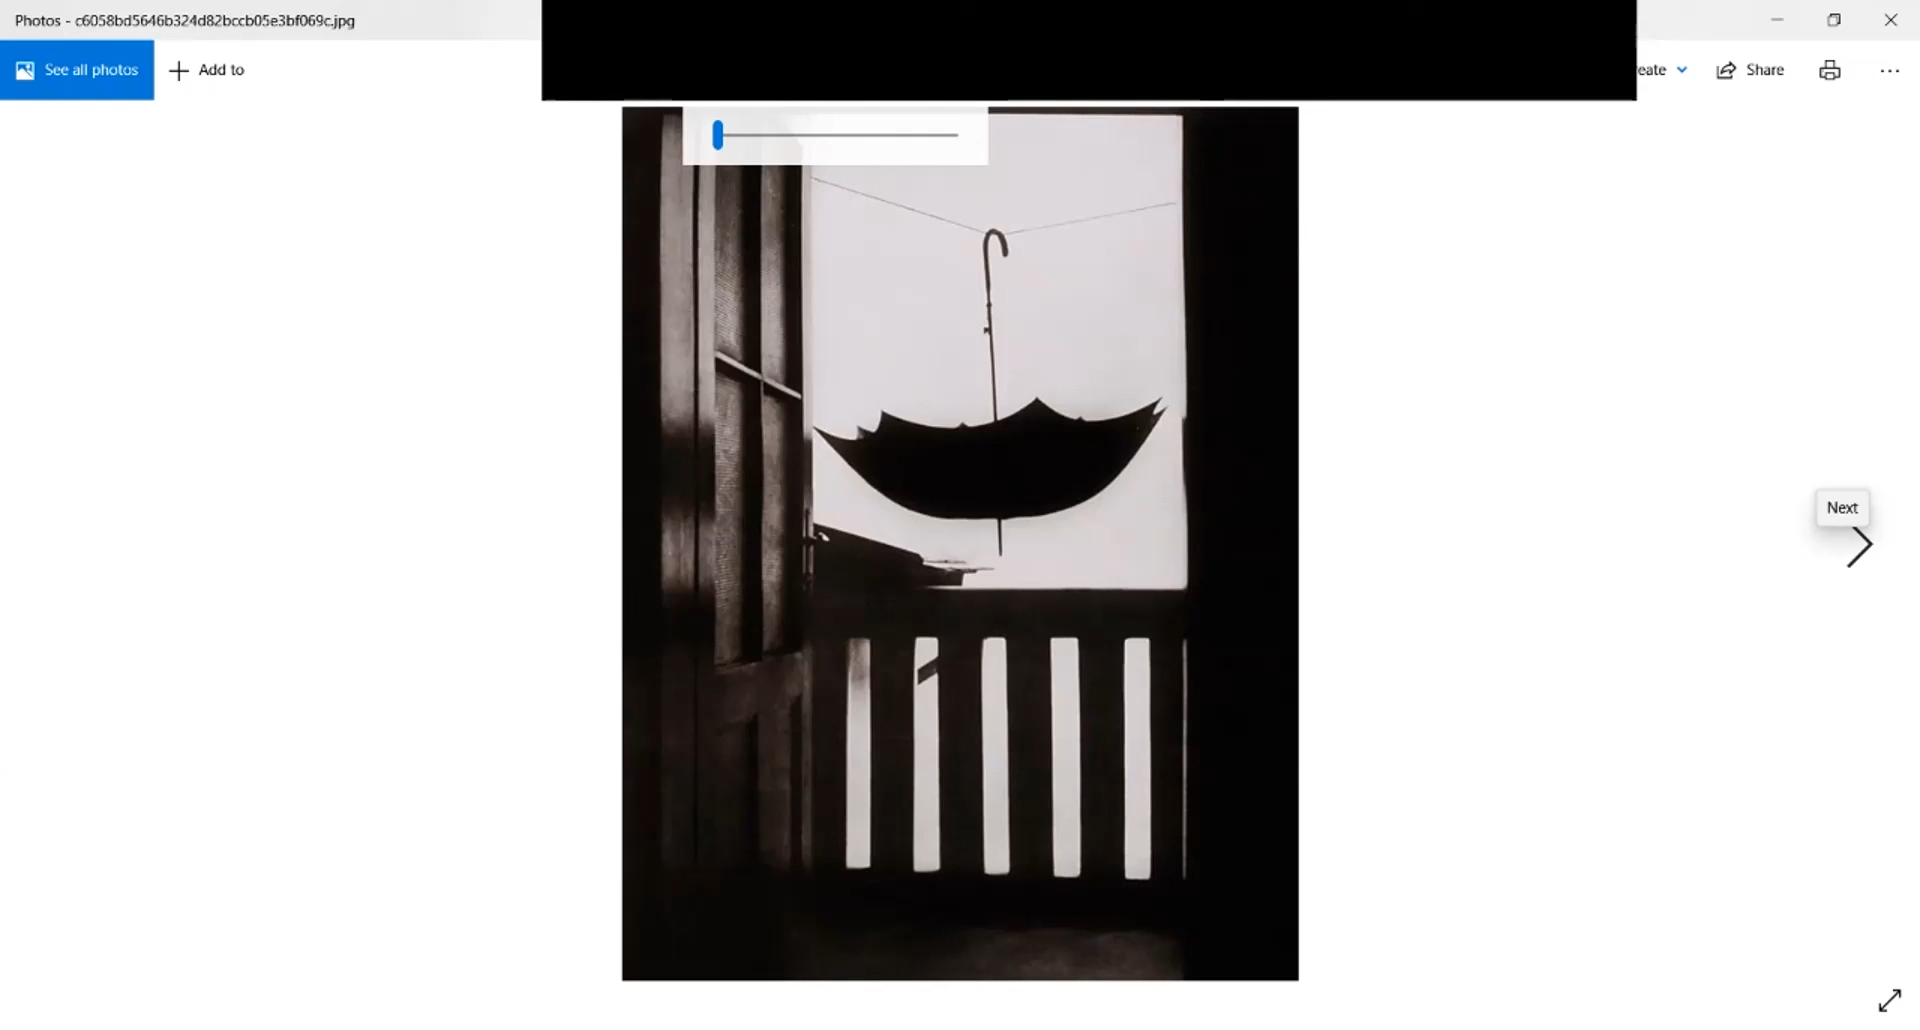 Photos - c6058bd5646b324d82bccb05e3bf069c.jpg
See all photos
Add to
eate
Share
Next